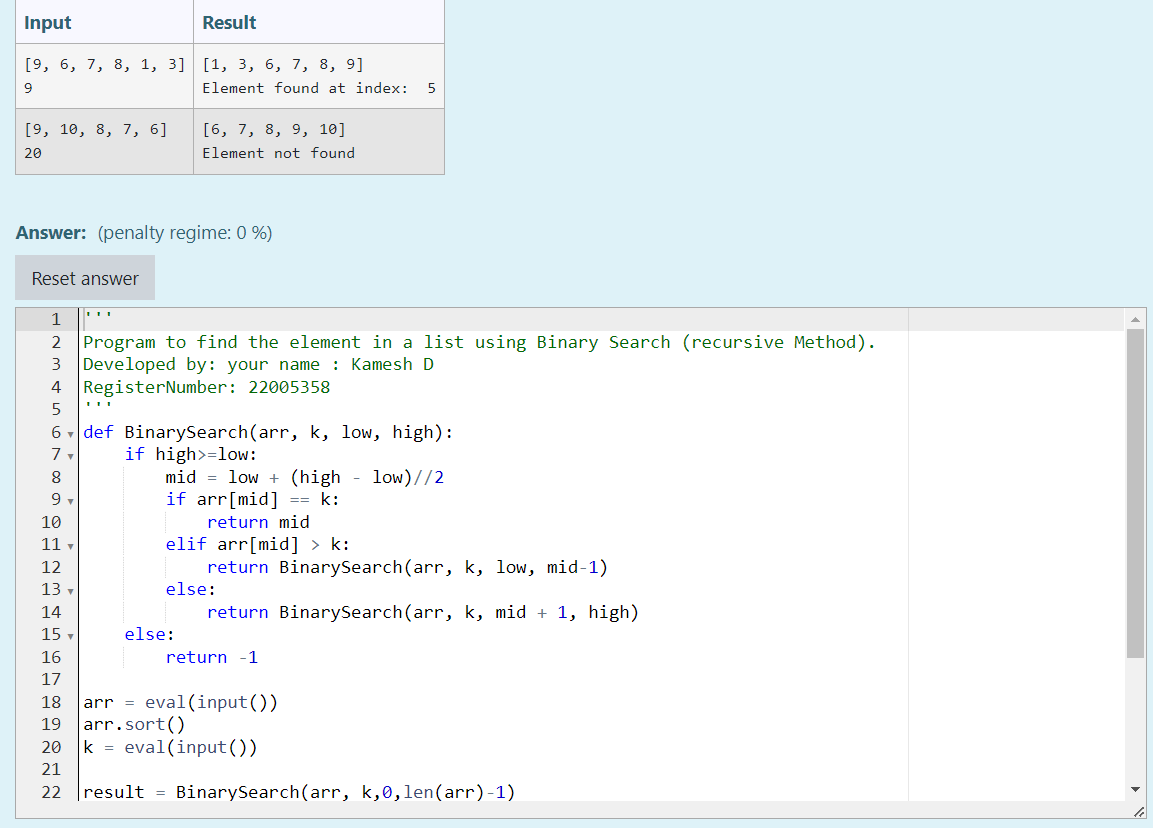 Input Result
[9, 6, 7, 8, 1, 3] [1, 3, 6, 7, 8, 9]
9 Element found at index:  5
[9, 10, 8, 7, 6] [6, 7, 8, 9, 10]
20 Element not found
Answer: (penalty regime: 0 %)
Reset answer
1 '''
2 Program to find the element in a list using Binary Search (recursive Method).
3 Developed by: your name : Kamesh D
4 RegisterNumber: 22005358
5 '''
6 def BinarySearch(arr, k, low, high):
7     if high>=low:
8         mid = low + (high - low)//2
9         if arr[mid] == k:
10             return mid
11         elif arr[mid] > k:
12             return BinarySearch(arr, k, low, mid-1)
13         else:
14             return BinarySearch(arr, k, mid + 1, high)
15     else:
16         return -1
17
18 arr = eval(input())
19 arr.sort()
20 k = eval(input())
21
22 result = BinarySearch(arr, k,0,len(arr)-1)